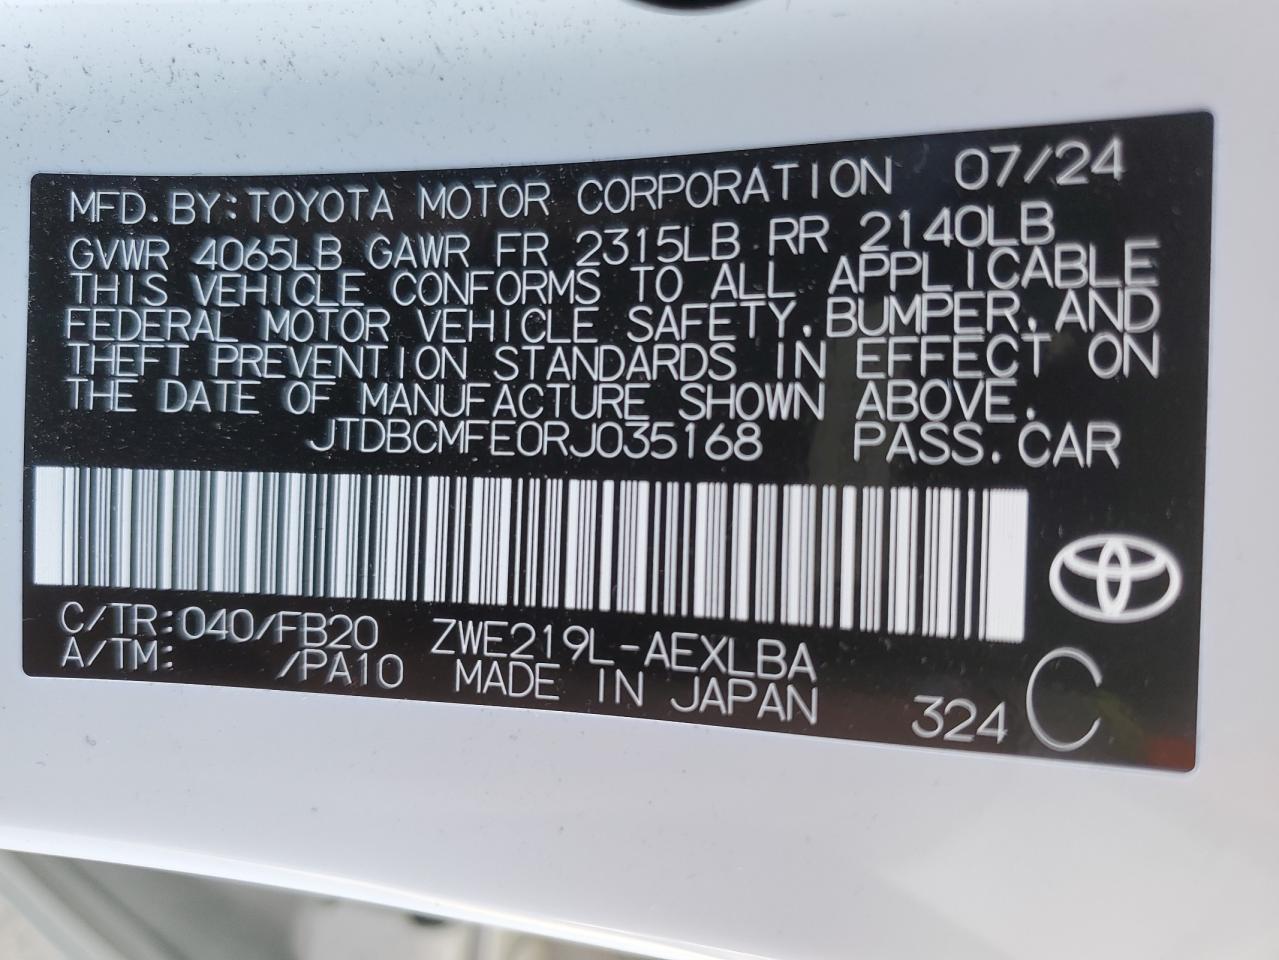 MFD. BY: TOYOTA MOTOR CORPORATION 07/24
GVWR 4065LB GAWR FR 2315LB RR 2140LB
THIS VEHICLE CONFORMS TO ALL APPLICABLE
FEDERAL MOTOR VEHICLE SAFETY, BUMPER, AND
THEFT PREVENTION STANDARDS IN EFFECT ON
THE DATE OF MANUFACTURE SHOWN ABOVE.
JTDBCMFE0RJ035168 PASS. CAR
C/TR: 040/FB20 ZWE219L-AEXLBA
A/TM: /PA10 MADE IN JAPAN 324 C